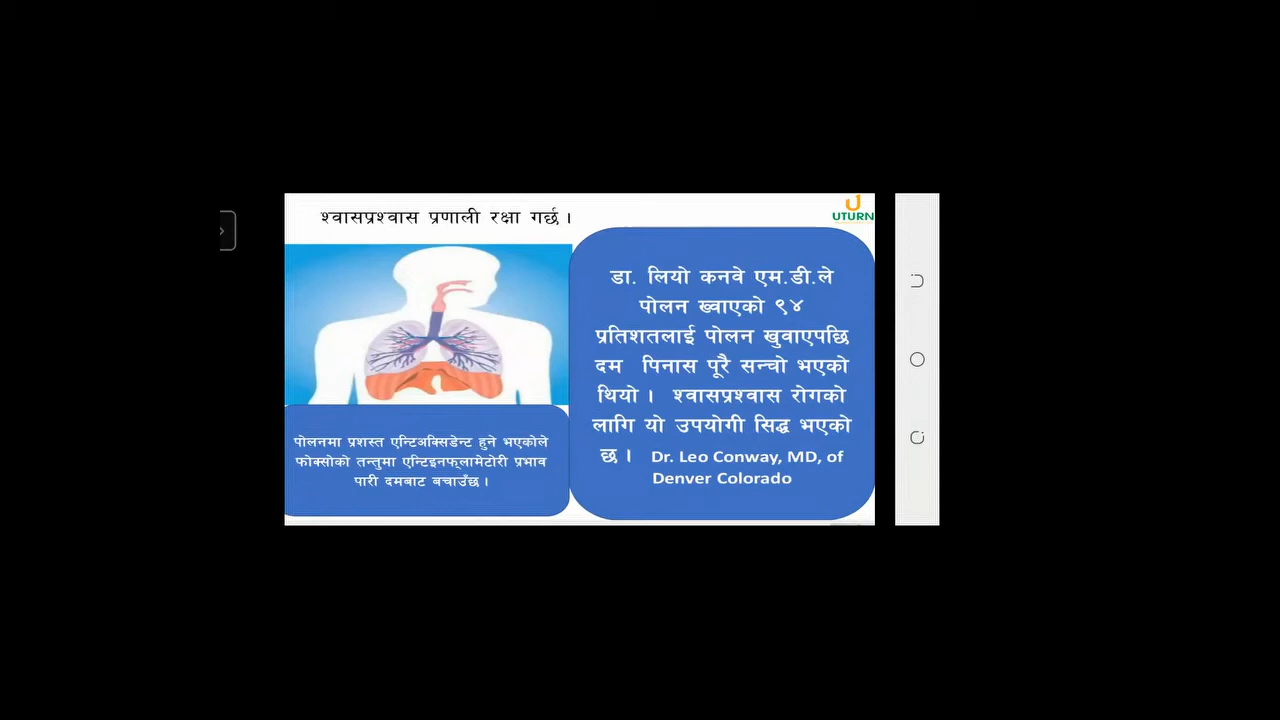 श्वासप्रश्वास प्रणाली रक्षा गर्छ ।
UTURN
डा. लियो कनवे एम.डी.ले
पोलन ख्वाएको ९४
प्रतिशतलाई पोलन खुवाएपछि
दम पिनास पूरै सन्चो भएको
थियो । श्वासप्रश्वास रोगको
लागि यो उपयोगी सिद्ध भएको
छ । Dr. Leo Conway, MD, of
Denver Colorado
पोलनमा प्रशस्त एन्टिअक्सिडेन्ट हुने भएकोले
फोक्सोको तन्तुमा एन्टिइनफ्लामेटोरी प्रभाव
पारी दमबाट बचाउँछ ।